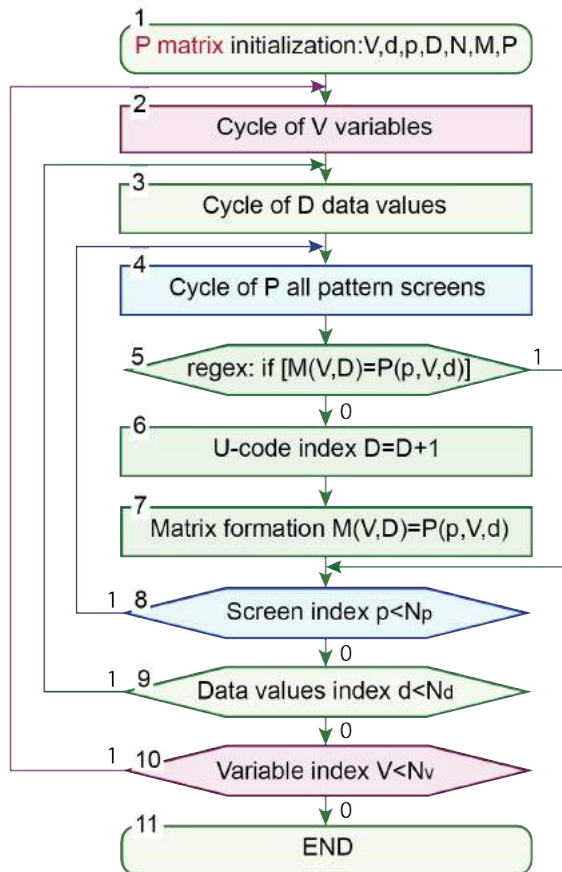 1
P matrix initialization:V,d,p,D,N,M,P
2
Cycle of V variables
3
Cycle of D data values
4
Cycle of P all pattern screens
5
regex: if [M(V,D)=P(p,V,d)]
1
0
6
U-code index D=D+1
7
Matrix formation M(V,D)=P(p,V,d)
1
8
Screen index p<Np
0
1
9
Data values index d<Nd
0
1
10
Variable index V<Nv
0
11
END